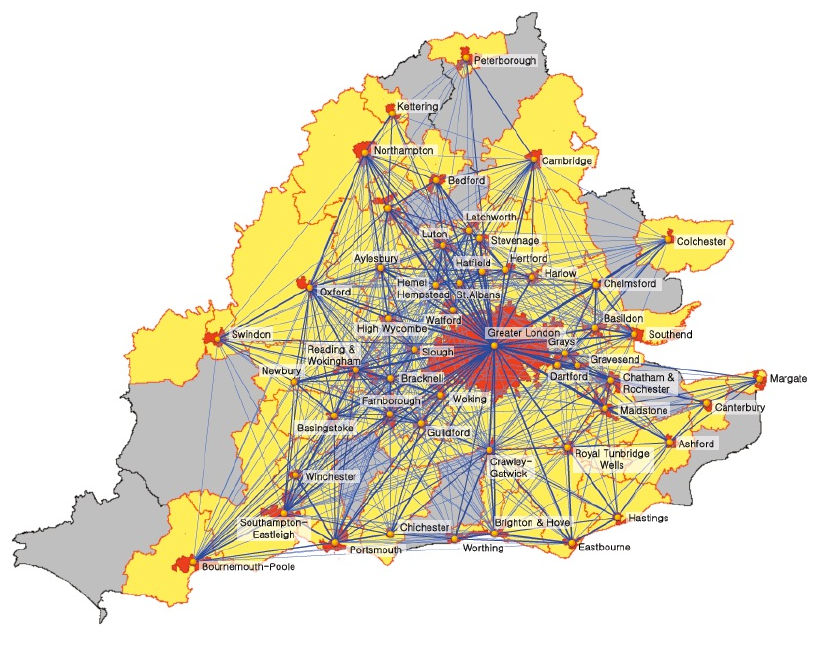 Peterborough
Kettering
Northampton
Cambridge
Bedford
Letchworth
Luton
Stevenage
Colchester
Aylesbury
Hatfield
Hertford
Harlow
Oxford
Hemel
Hempstead
St.Albans
Chelmsford
Watford
High Wycombe
Basildon
Swindon
Greater London
Southend
Reading &
Wokingham
Slough
Grays
Gravesend
Newbury
Bracknell
Dartford
Chatham &
Rochester
Margate
Farnborough
Woking
Maidstone
Canterbury
Basingstoke
Guildford
Ashford
Crawley-
Gatwick
Royal Tunbridge
Wells
Winchester
Southampton-
Eastleigh
Chichester
Brighton & Hove
Hastings
Portsmouth
Worthing
Eastbourne
Bournemouth-Poole